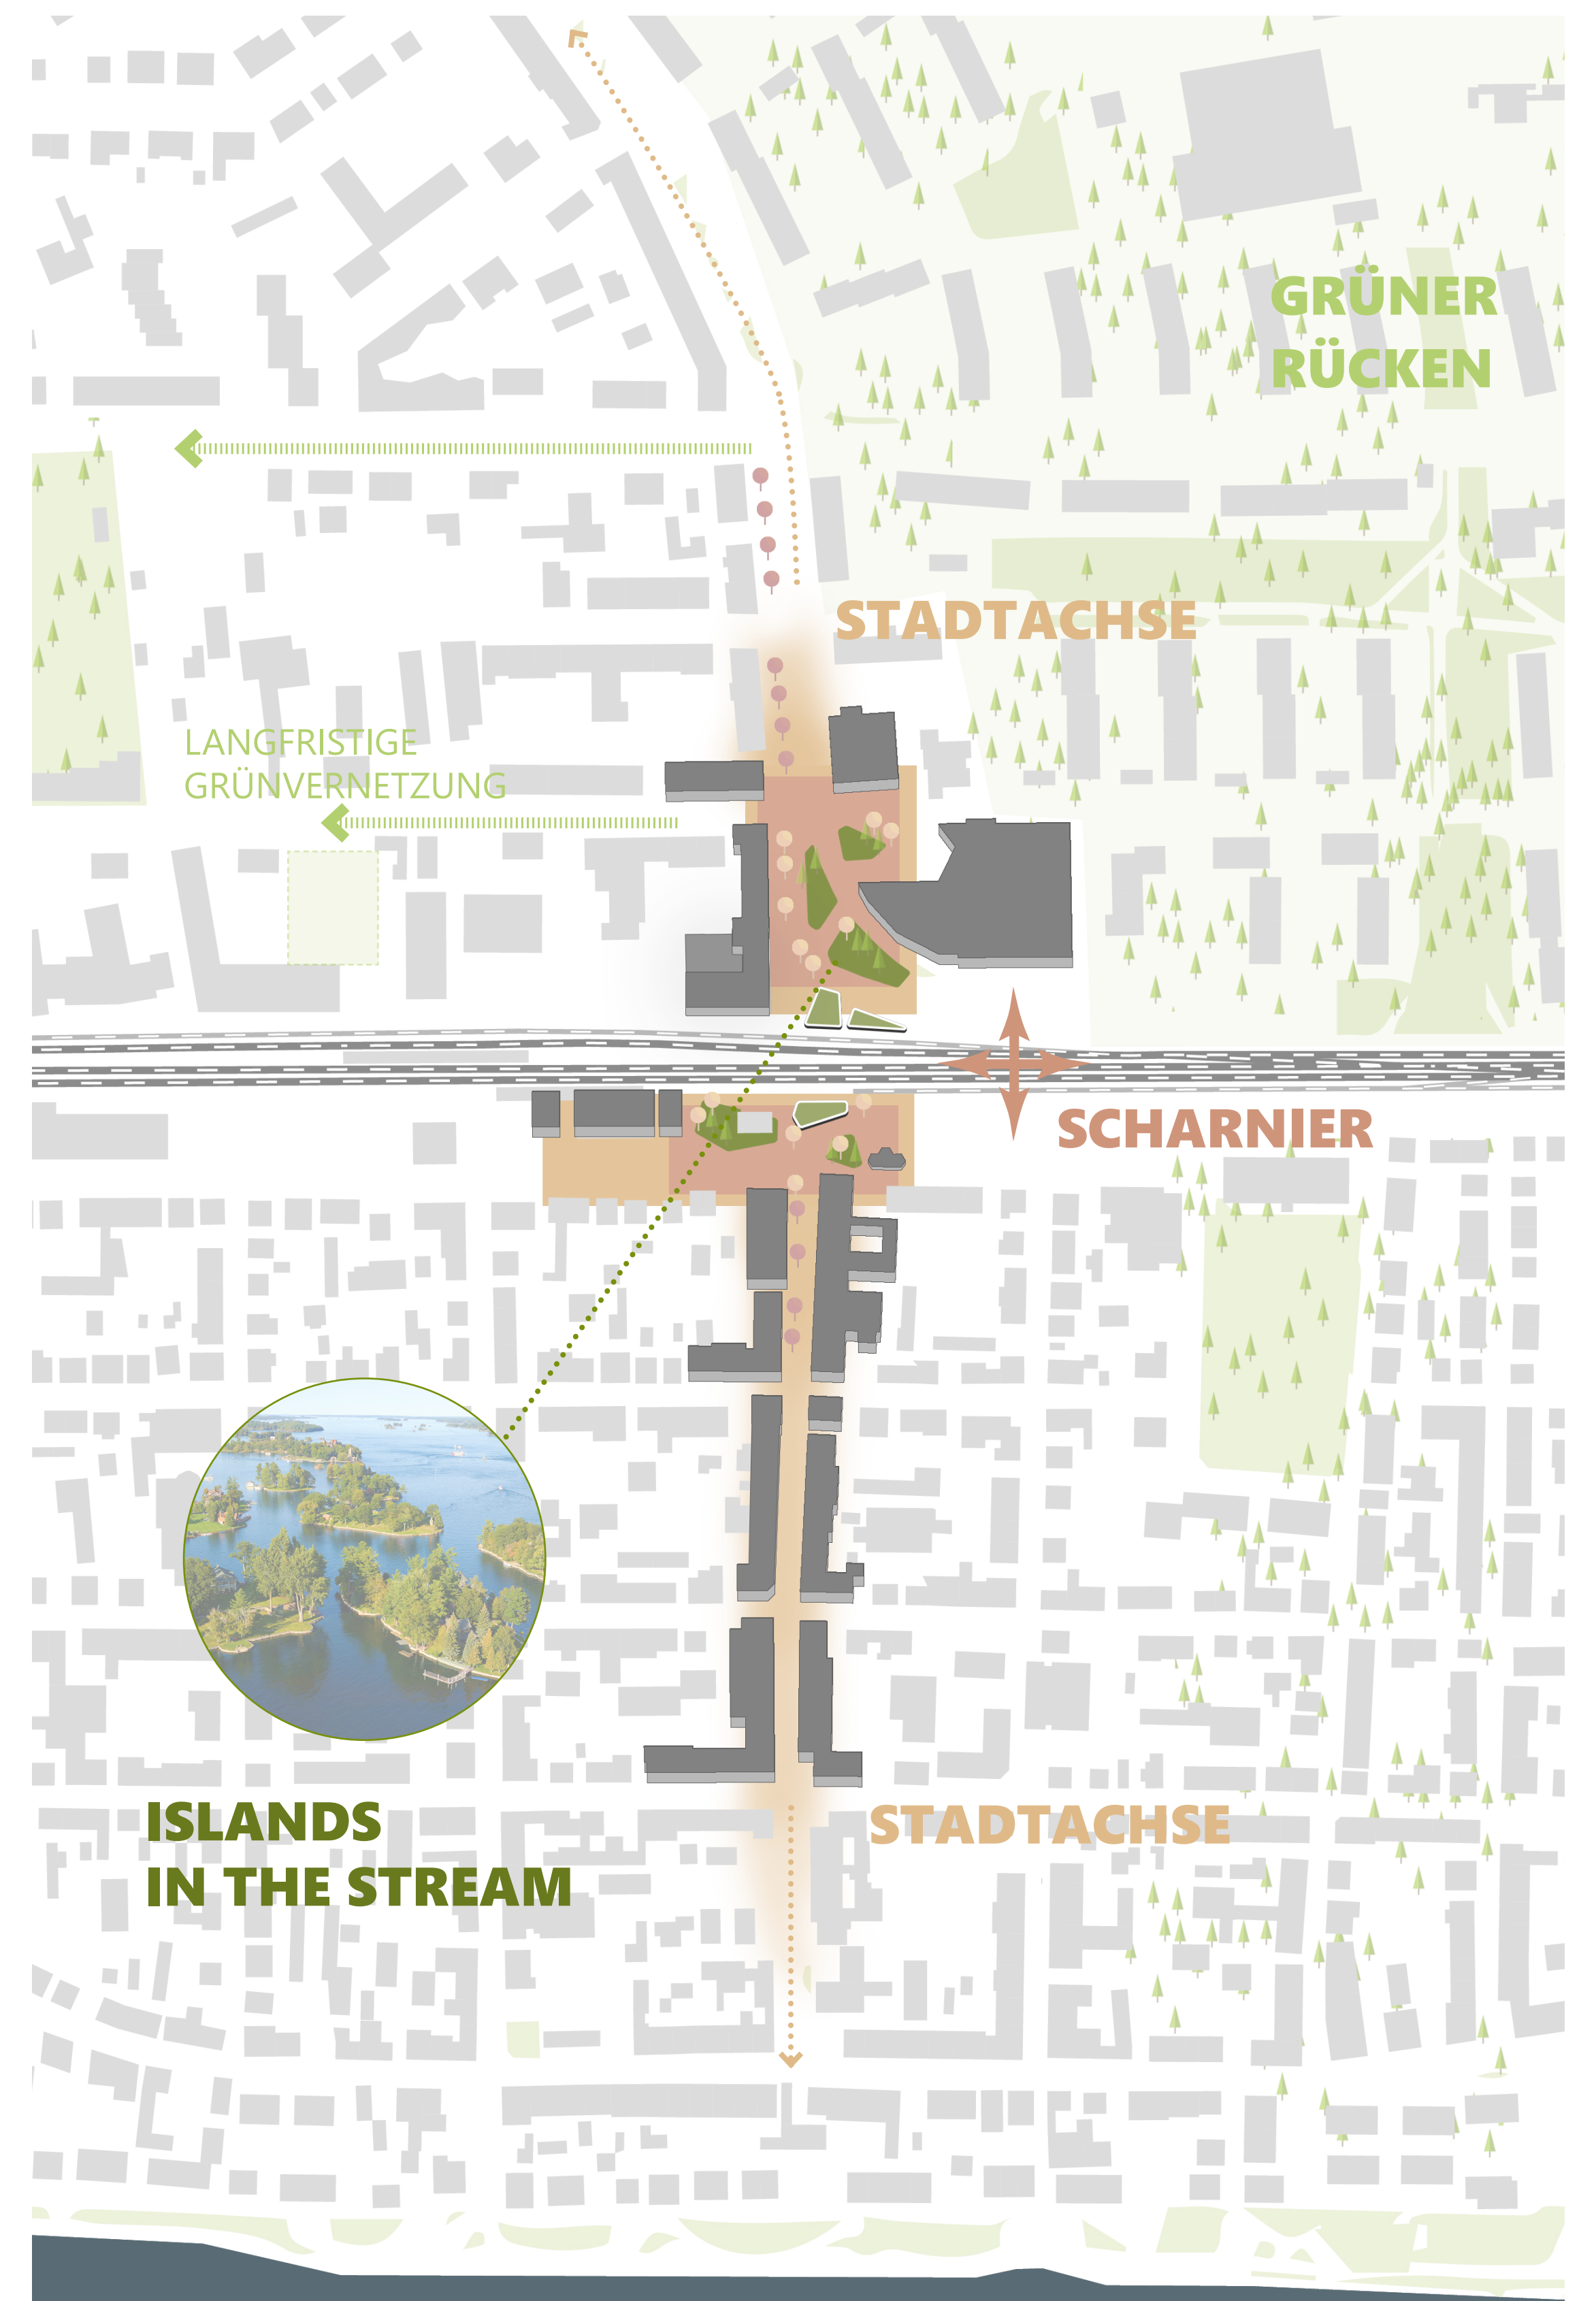 GRÜNER
RÜCKEN
STADTACHSE
LANGFRISTIGE
GRÜNVERNETZUNG
SCHARNIER
ISLANDS
IN THE STREAM
STADTACHSE